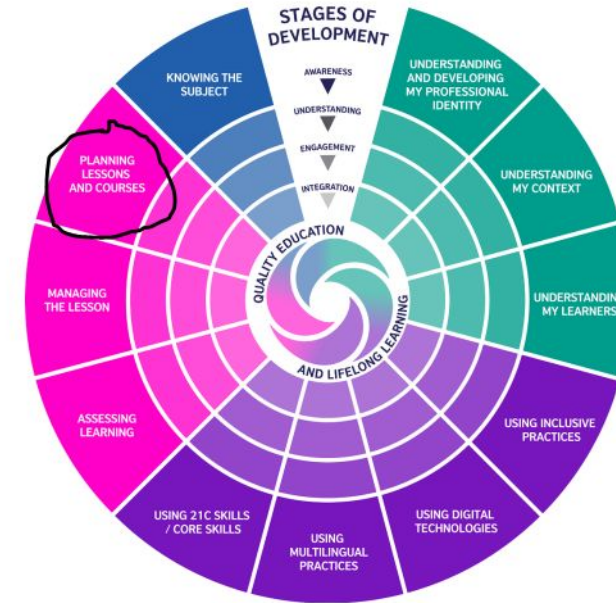 STAGES OF
DEVELOPMENT
AWARENESS
UNDERSTANDING
ENGAGEMENT
INTEGRATION
UNDERSTANDING
AND DEVELOPING
MY PROFESSIONAL
IDENTITY
UNDERSTANDING
MY CONTEXT
UNDERSTANDING
MY LEARNERS
USING INCLUSIVE
PRACTICES
USING DIGITAL
TECHNOLOGIES
USING
MULTILINGUAL
PRACTICES
USING 21C SKILLS
/ CORE SKILLS
ASSESSING
LEARNING
MANAGING
THE LESSON
PLANNING
LESSONS
AND COURSES
KNOWING THE
SUBJECT
QUALITY EDUCATION
AND LIFELONG LEARNING